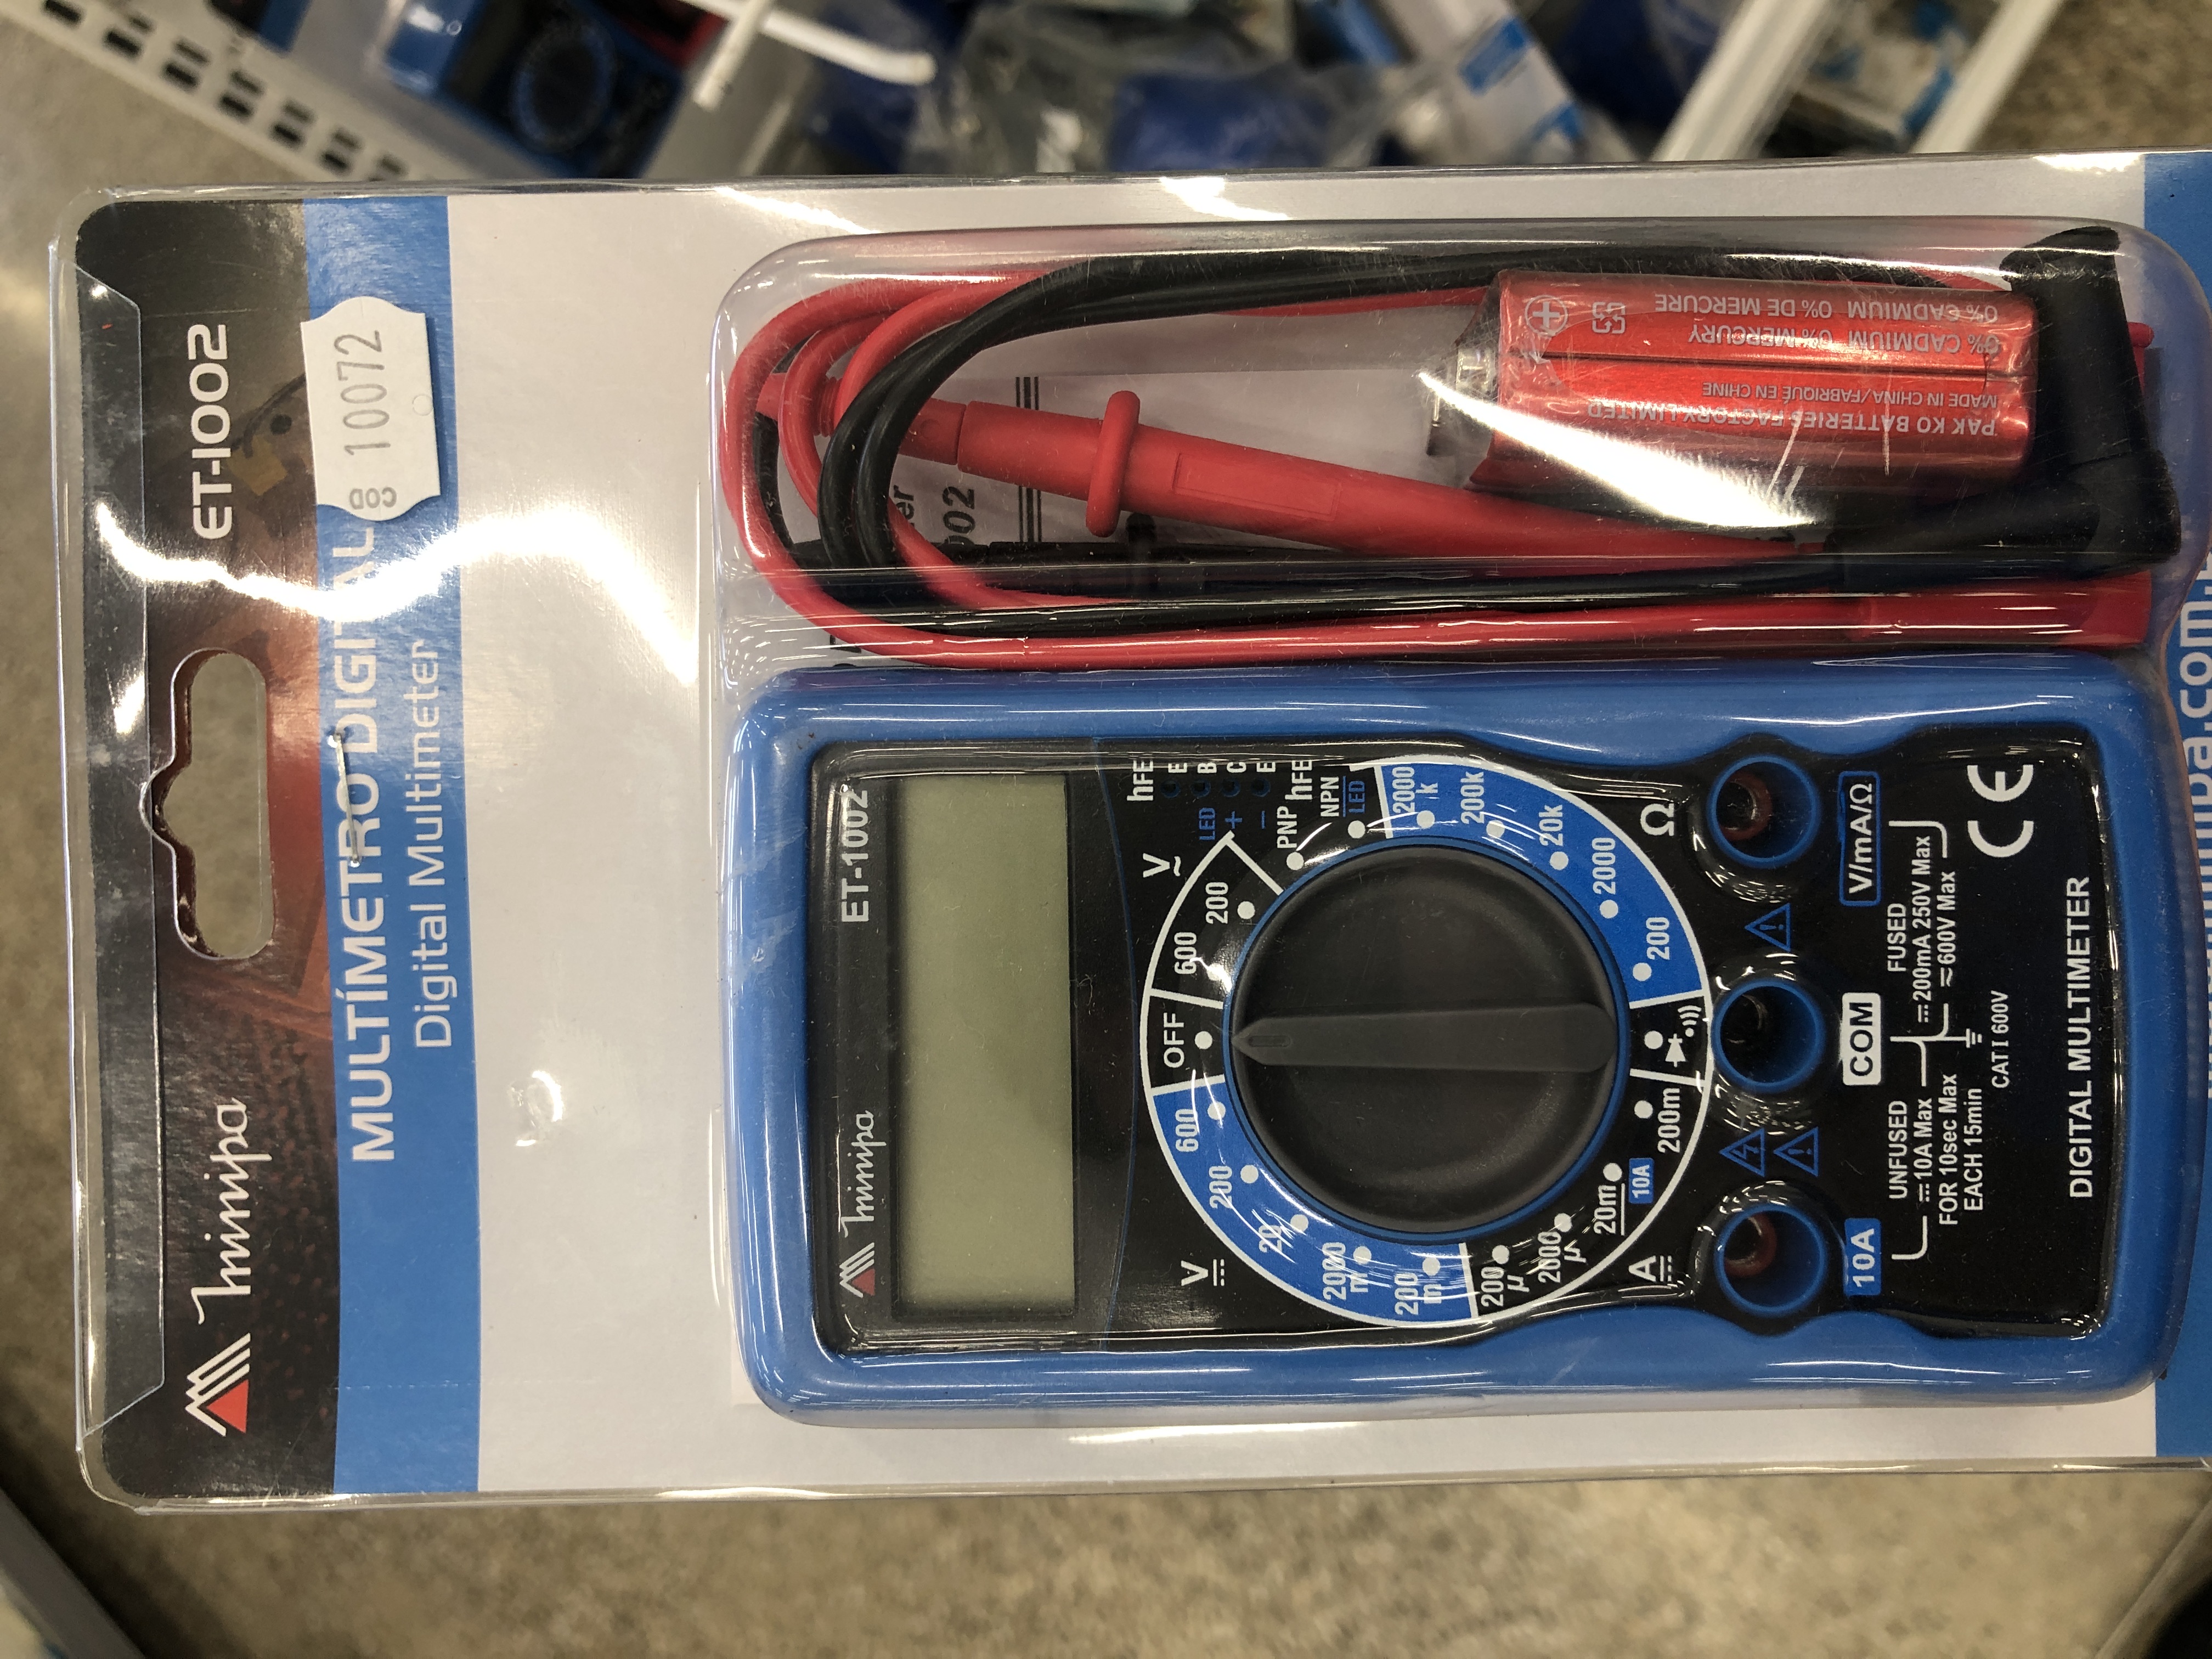 Minipa
ET-1002
MULTÍMETRO DIGITAL
Digital Multimeter
83 10072
er
002
0% CADMIUM 0% DE MERCURE
0% CADMIUM 0% MERCURY
MADE IN CHINA/FABRIQUÉ EN CHINE
PAK KO BATTERIES FACTORY LIMITED
Minipa
ET-1002
hFE
E
B
C
E
LED
+
−
V~
V⎓
OFF
600
200
PNP
hFE
NPN
LED
2000
k
200k
20k
2000
200
Ω
200m
20m
10A
2000
µ
200
µ
A⎓
200
m
2000
m
20
200
600
10A
COM
V/mA/Ω
UNFUSED
⎓10A Max
FOR 10sec Max
EACH 15min
FUSED
⎓200mA 250V Max
≂600V Max
CAT I 600V
CE
DIGITAL MULTIMETER